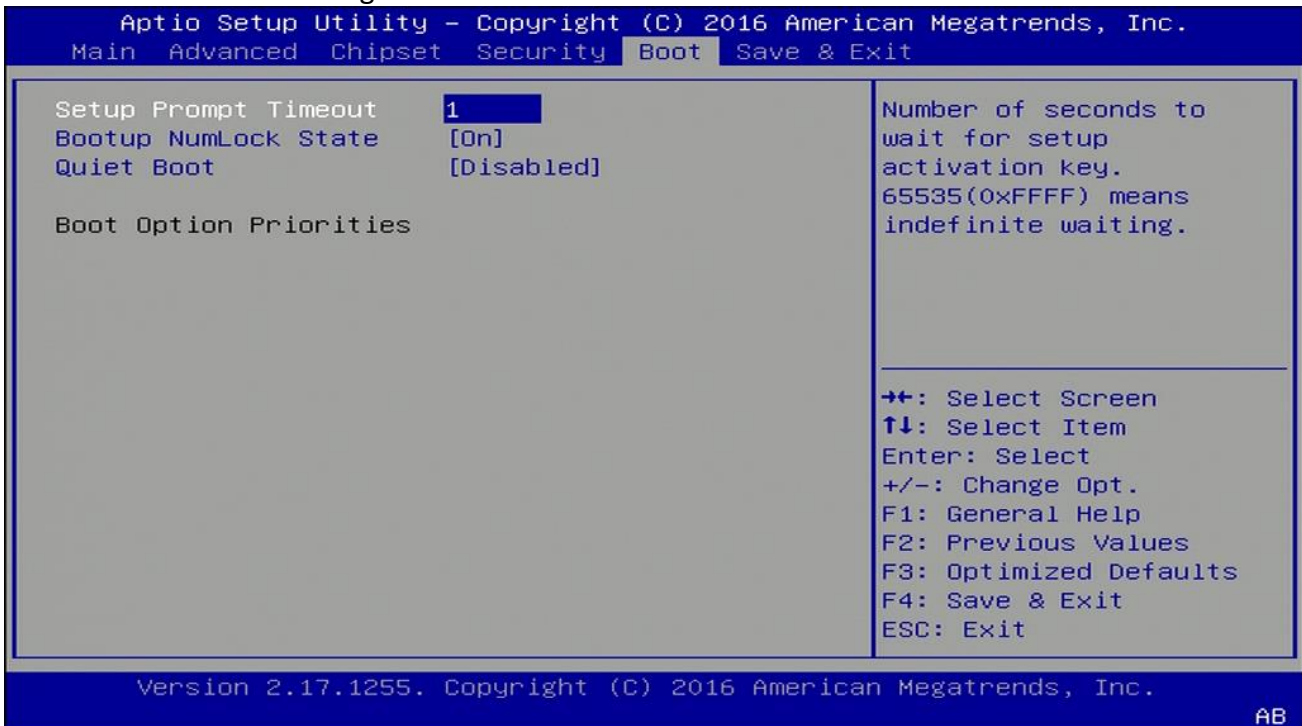 Aptio Setup Utility – Copyright (C) 2016 American Megatrends, Inc.
Main Advanced Chipset Security Boot Save & Exit
Setup Prompt Timeout 1
Bootup NumLock State [On]
Quiet Boot [Disabled]
Boot Option Priorities
Number of seconds to
wait for setup
activation key.
65535(0xFFFF) means
indefinite waiting.
→←: Select Screen
↑↓: Select Item
Enter: Select
+/-: Change Opt.
F1: General Help
F2: Previous Values
F3: Optimized Defaults
F4: Save & Exit
ESC: Exit
Version 2.17.1255. Copyright (C) 2016 American Megatrends, Inc.
AB